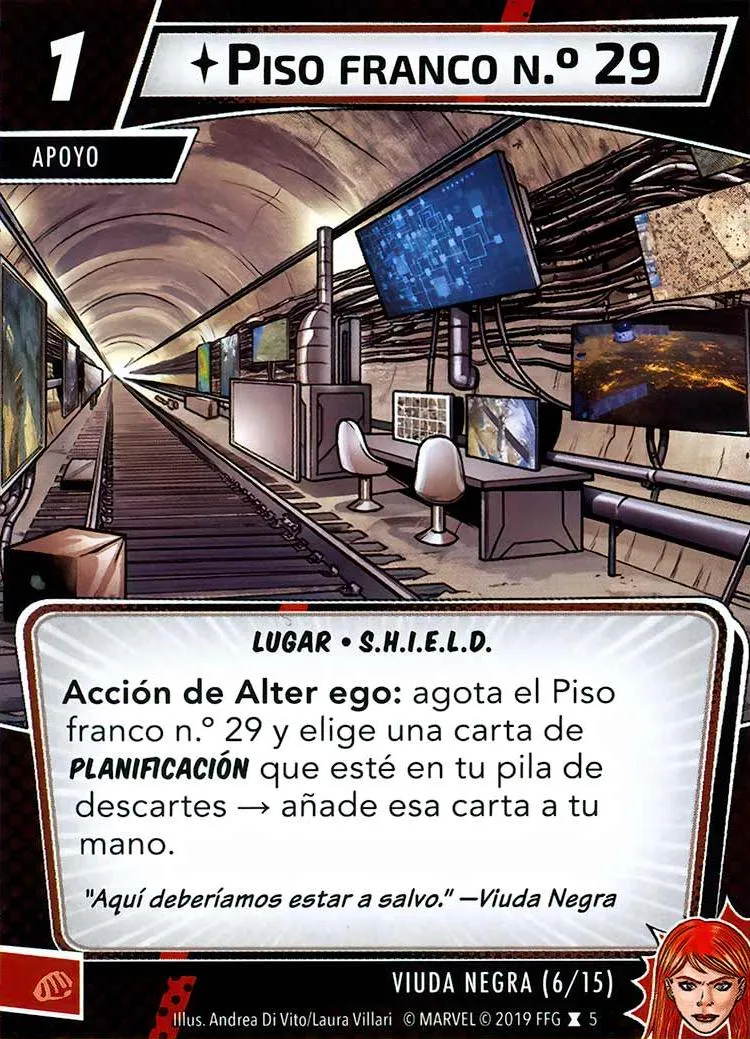 1
✦Piso franco n.º 29
APOYO
LUGAR • S.H.I.E.L.D.
Acción de Alter ego: agota el Piso
franco n.º 29 y elige una carta de
PLANIFICACIÓN que esté en tu pila de
descartes → añade esa carta a tu
mano.
"Aquí deberíamos estar a salvo." —Viuda Negra
VIUDA NEGRA (6/15)
Illus. Andrea Di Vito/Laura Villari © MARVEL © 2019 FFG 5